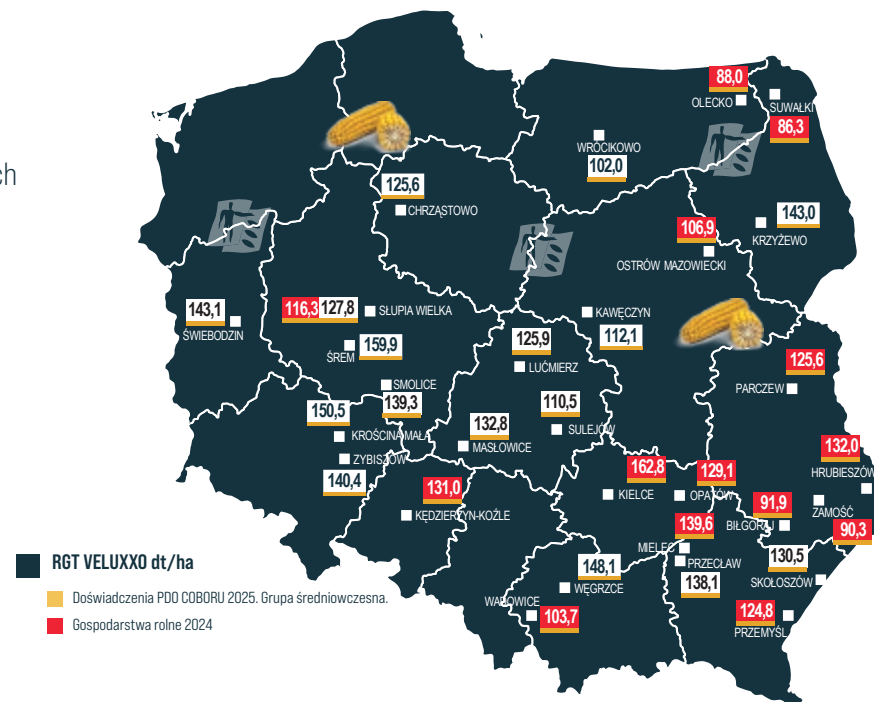 ch
88,0
OLECKO
SUWAŁKI
86,3
WRÓCIKOWO
102,0
125,6
CHRZĄSTOWO
143,0
KRZYŻEWO
106,9
OSTRÓW MAZOWIECKI
143,1
ŚWIEBODZIN
116,3 127,8
SŁUPIA WIELKA
KAWĘCZYN
112,1
159,9
ŚREM
125,9
LUĆMIERZ
125,6
PARCZEW
SMOLICE
139,3
150,5
KROŚCINA MAŁA
132,8
MASŁOWICE
110,5
SULEJÓW
ZYBISZÓW
140,4
132,0
HRUBIESZÓW
162,8
KIELCE
129,1
OPATÓW
131,0
KĘDZIERZYN-KOŹLE
91,9
BIŁGORAJ
ZAMOŚĆ
90,3
139,6
MIELEC
PRZECŁAW
138,1
130,5
SKOŁOSZÓW
148,1
WĘGRZCE
WADOWICE
103,7
124,8
PRZEMYŚL
RGT VELUXXO dt/ha
Doświadczenia PDO COBORU 2025. Grupa średniowczesna.
Gospodarstwa rolne 2024